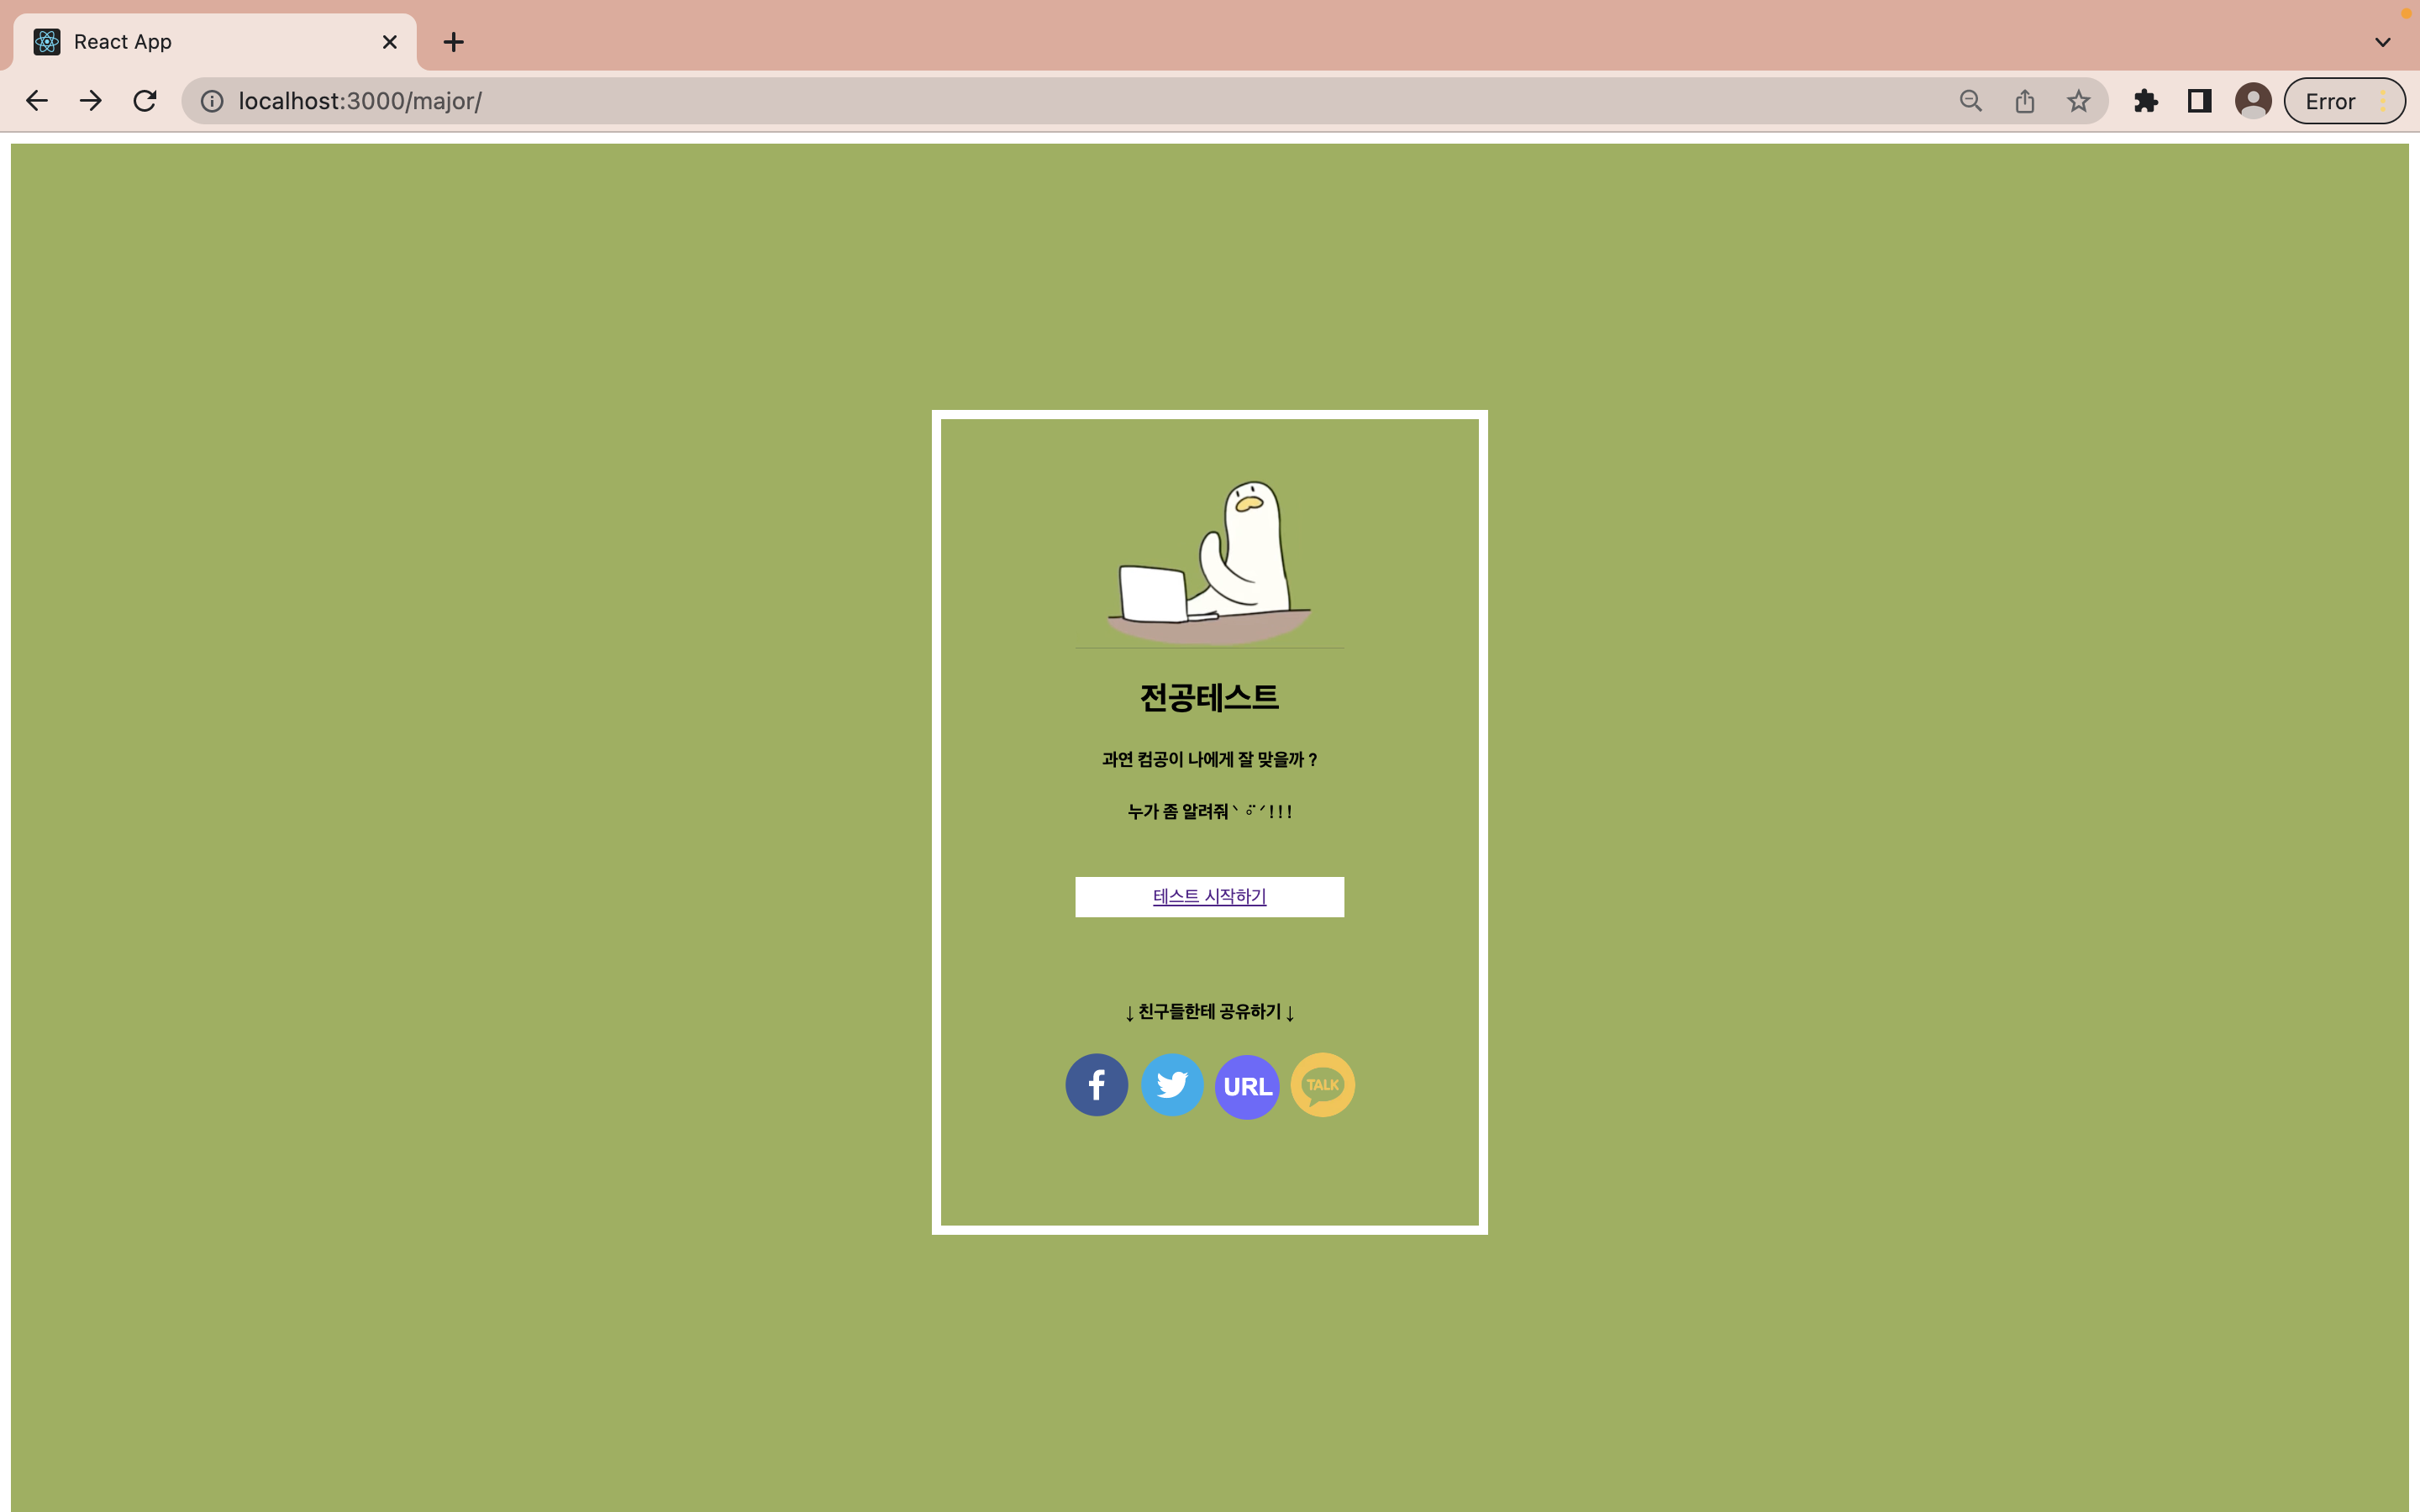 React App
localhost:3000/major/
Error
전공테스트
과연 컴공이 나에게 잘 맞을까 ?
누가 좀 알려줘 ` ɞ̈ ´ ! ! !
테스트 시작하기
↓ 친구들한테 공유하기 ↓
f
URL
TALK